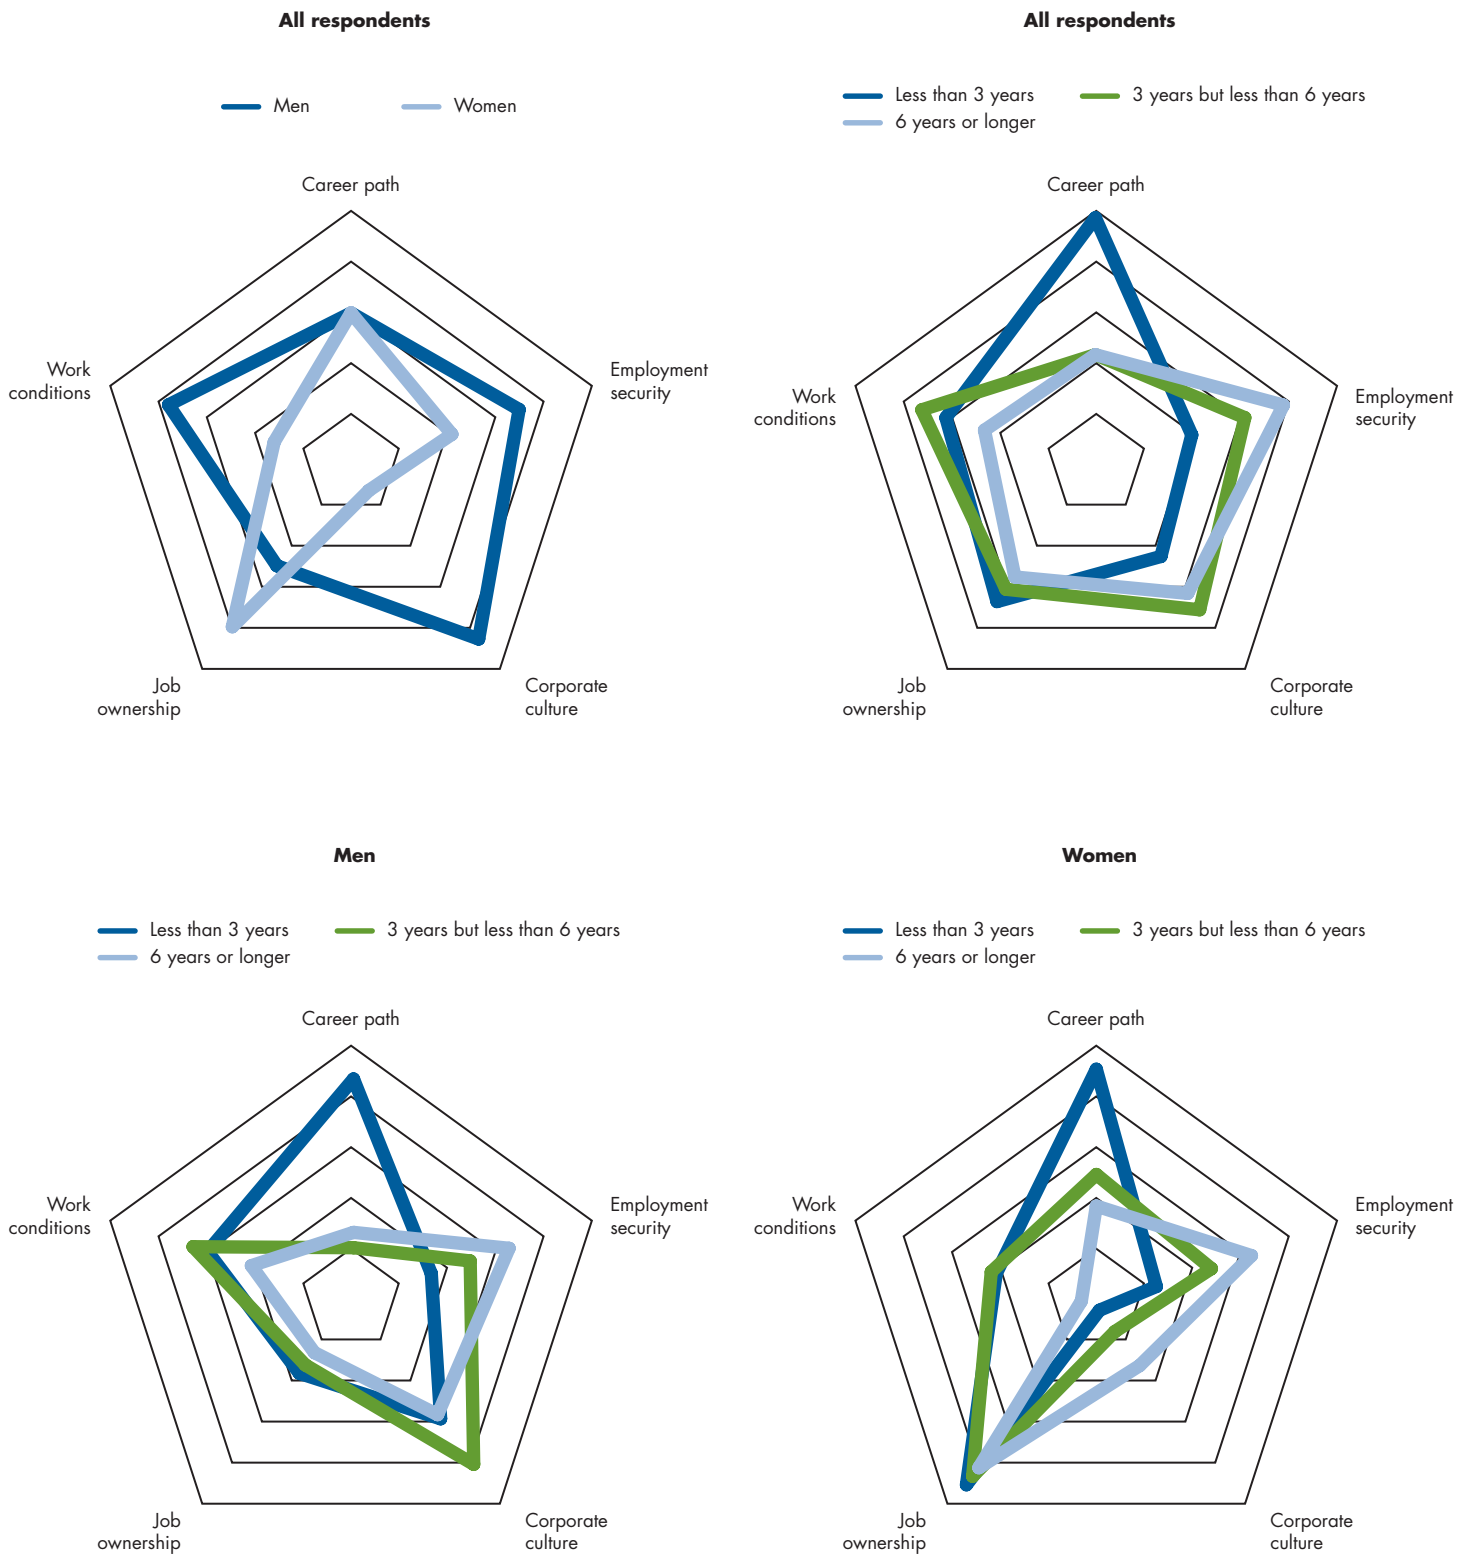 All respondents
Men
Women
Career path
Work
conditions
Employment
security
Job
ownership
Corporate
culture
All respondents
Less than 3 years
3 years but less than 6 years
6 years or longer
Career path
Work
conditions
Employment
security
Job
ownership
Corporate
culture
Men
Less than 3 years
3 years but less than 6 years
6 years or longer
Career path
Work
conditions
Employment
security
Job
ownership
Corporate
culture
Women
Less than 3 years
3 years but less than 6 years
6 years or longer
Career path
Work
conditions
Employment
security
Job
ownership
Corporate
culture